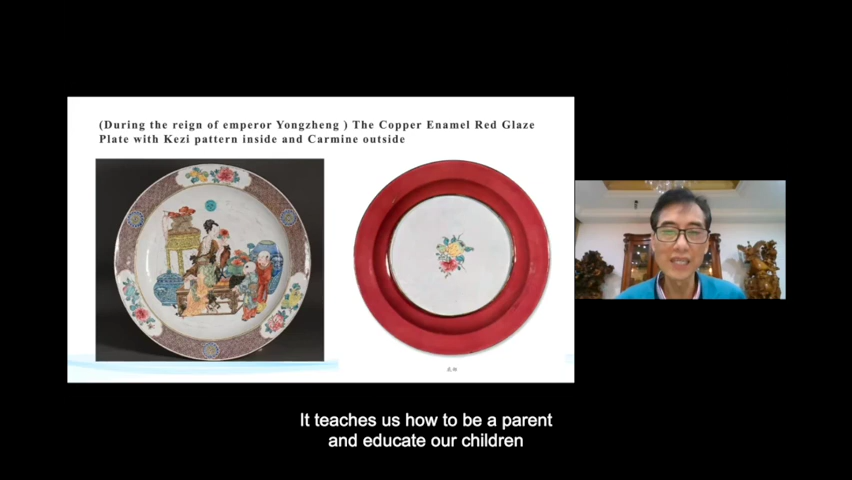 (During the reign of emperor Yongzheng ) The Copper Enamel Red Glaze
Plate with Kezi pattern inside and Carmine outside
It teaches us how to be a parent
and educate our children